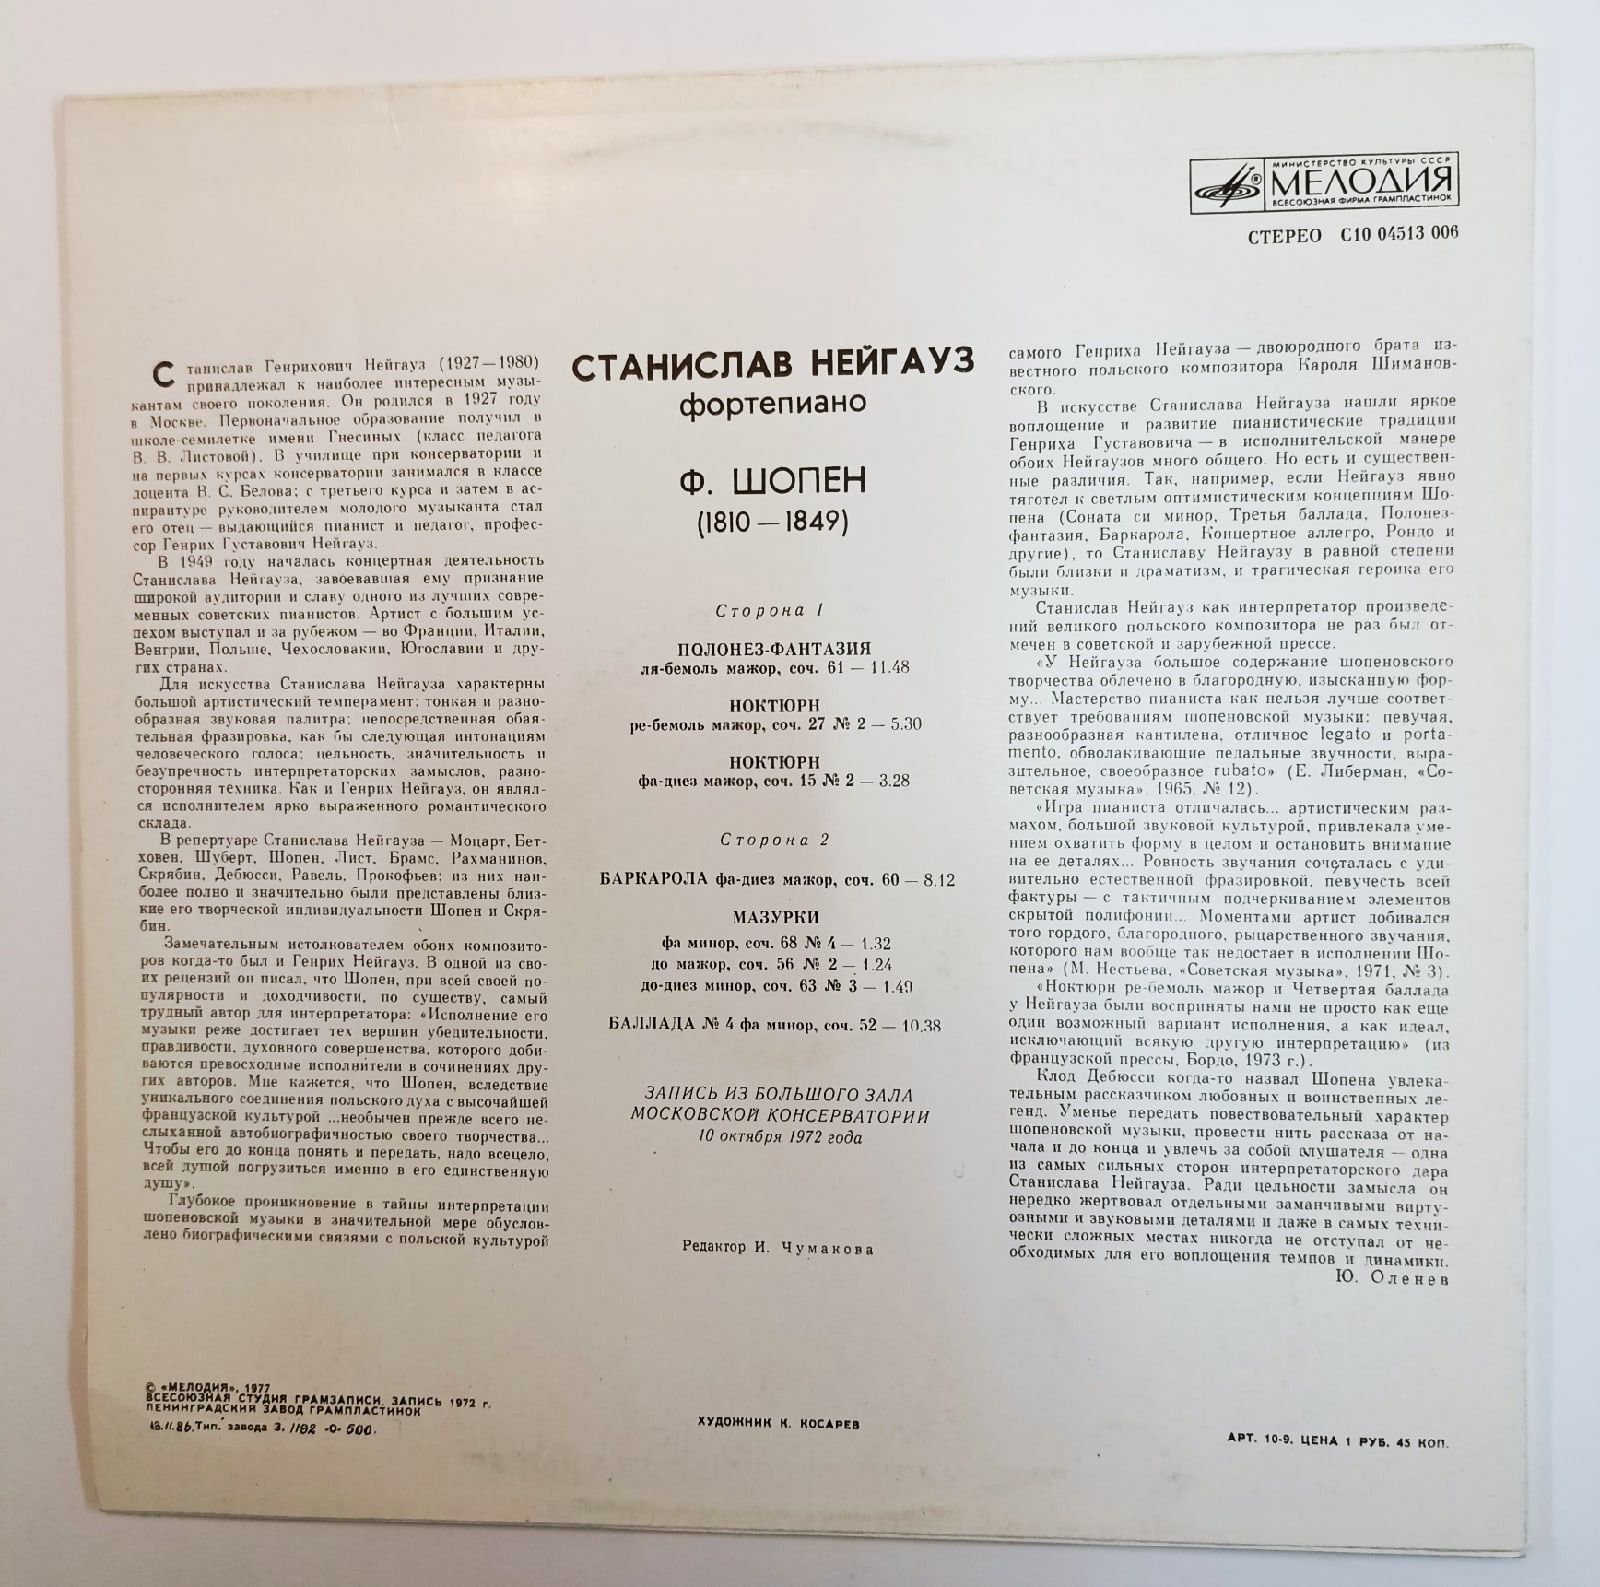 МИНИСТЕРСТВО КУЛЬТУРЫ СССР
МЕЛОДИЯ
ВСЕСОЮЗНАЯ ФИРМА ГРАМПЛАСТИНОК
СТЕРЕО С10 04513 006
Станислав Генрихович Нейгауз (1927—1980)
принадлежал к наиболее интересным музы-
кантам своего поколения. Он родился в 1927 году
в Москве. Первоначальное образование получил в
школе-семилетке имени Гнесиных (класс педагога
В. В. Листовой). В училище при консерватории и
на первых курсах консерватории занимался в классе
доцента В. С. Белова; с третьего курса и затем в ас-
пирантуре руководителем молодого музыканта стал
его отец — выдающийся пианист и педагог, профес-
сор Генрих Густавович Нейгауз.
В 1949 году началась концертная деятельность
Станислава Нейгауза, завоевавшая ему признание
широкой аудитории и славу одного из лучших совре-
менных советских пианистов. Артист с большим ус-
пехом выступал и за рубежом — во Франции, Италии,
Венгрии, Польше, Чехословакии, Югославии и дру-
гих странах.
Для искусства Станислава Нейгауза характерны
большой артистический темперамент; тонкая и разно-
образная звуковая палитра; непосредственная обая-
тельная фразировка, как бы следующая интонациям
человеческого голоса; цельность, значительность и
безупречность интерпретаторских замыслов, разно-
сторонняя техника. Как и Генрих Нейгауз, он являл-
ся исполнителем ярко выраженного романтического
склада.
В репертуаре Станислава Нейгауза — Моцарт, Бет-
ховен, Шуберт, Шопен, Лист, Брамс, Рахманинов,
Скрябин, Дебюсси, Равель, Прокофьев; из них наи-
более полно и значительно были представлены близ-
кие его творческой индивидуальности Шопен и Скря-
бин.
Замечательным истолкователем обоих композито-
ров когда-то был и Генрих Нейгауз. В одной из сво-
их рецензий он писал, что Шопен, при всей своей по-
пулярности и доходчивости, по существу, самый
трудный автор для интерпретатора: «Исполнение его
музыки реже достигает тех вершин убедительности,
правдивости, духовного совершенства, которого доби-
ваются превосходные исполнители в сочинениях дру-
гих авторов. Мне кажется, что Шопен, вследствие
уникального соединения польского духа с высочайшей
французской культурой ...необычен прежде всего не-
слыханной автобиографичностью своего творчества...
Чтобы его до конца понять и передать, надо всецело,
всей душой погрузиться именно в его единственную
душу».
Глубокое проникновение в тайны интерпретации
шопеновской музыки в значительной мере обуслов-
лено биографическими связями с польской культурой
СТАНИСЛАВ НЕЙГАУЗ
фортепиано
Ф. ШОПЕН
(1810 — 1849)
Сторона 1
ПОЛОНЕЗ-ФАНТАЗИЯ
ля-бемоль мажор, соч. 61 — 11.48
НОКТЮРН
ре-бемоль мажор, соч. 27 № 2 — 5.30
НОКТЮРН
фа-диез мажор, соч. 15 № 2 — 3.28
Сторона 2
БАРКАРОЛА фа-диез мажор, соч. 60 — 8.12
МАЗУРКИ
фа минор, соч. 68 № 4 — 1.32
до мажор, соч. 56 № 2 — 1.24
до-диез минор, соч. 63 № 3 — 1.49
БАЛЛАДА № 4 фа минор, соч. 52 — 10.38
ЗАПИСЬ ИЗ БОЛЬШОГО ЗАЛА
МОСКОВСКОЙ КОНСЕРВАТОРИИ
10 октября 1972 года
Редактор И. Чумакова
самого Генриха Нейгауза — двоюродного брата из-
вестного польского композитора Кароля Шиманов-
ского.
В искусстве Станислава Нейгауза нашли яркое
воплощение и развитие пианистические традиции
Генриха Густавовича — в исполнительской манере
обоих Нейгаузов много общего. Но есть и существен-
ные различия. Так, например, если Нейгауз явно
тяготел к светлым оптимистическим концепциям Шо-
пена (Соната си минор, Третья баллада, Полонез-
фантазия, Баркарола, Концертное аллегро, Рондо и
другие), то Станиславу Нейгаузу в равной степени
были близки и драматизм, и трагическая героика его
музыки.
Станислав Нейгауз как интерпретатор произведе-
ний великого польского композитора не раз был от-
мечен в советской и зарубежной прессе.
«У Нейгауза большое содержание шопеновского
творчества облечено в благородную, изысканную фор-
му... Мастерство пианиста как нельзя лучше соответ-
ствует требованиям шопеновской музыки: певучая,
разнообразная кантилена, отличное legato и porta-
mento, обволакивающие педальные звучности, выра-
зительное, своеобразное rubato» (Е. Либерман, «Со-
ветская музыка», 1965, № 12).
«Игра пианиста отличалась... артистическим раз-
махом, большой звуковой культурой, привлекала уме-
нием охватить форму в целом и остановить внимание
на ее деталях... Ровность звучания сочеталась с уди-
вительно естественной фразировкой, певучесть всей
фактуры — с тактичным подчеркиванием элементов
скрытой полифонии... Моментами артист добивался
того гордого, благородного, рыцарственного звучания,
которого нам вообще так недостает в исполнении Шо-
пена» (М. Нестьева, «Советская музыка», 1971, № 3).
«Ноктюрн ре-бемоль мажор и Четвертая баллада
у Нейгауза были восприняты нами не просто как еще
один возможный вариант исполнения, а как идеал,
исключающий всякую другую интерпретацию» (из
французской прессы, Бордо, 1973 г.).
Клод Дебюсси когда-то назвал Шопена увлека-
тельным рассказчиком любовных и воинственных ле-
генд. Уменье передать повествовательный характер
шопеновской музыки, провести нить рассказа от на-
чала и до конца и увлечь за собой слушателя — одна
из самых сильных сторон интерпретаторского дара
Станислава Нейгауза. Ради цельности замысла он
нередко жертвовал отдельными заманчивыми вирту-
озными и звуковыми деталями и даже в самых техни-
чески сложных местах никогда не отступал от не-
обходимых для его воплощения темпов и динамики.
Ю. Оленев
© «МЕЛОДИЯ», 1977
ВСЕСОЮЗНАЯ СТУДИЯ ГРАМЗАПИСИ. ЗАПИСЬ 1972 г.
ЛЕНИНГРАДСКИЙ ЗАВОД ГРАМПЛАСТИНОК
18.11.86. Тип. завода З. 1102 -0- 500.
ХУДОЖНИК К. КОСАРЕВ
АРТ. 10-9. ЦЕНА 1 РУБ. 45 КОП.